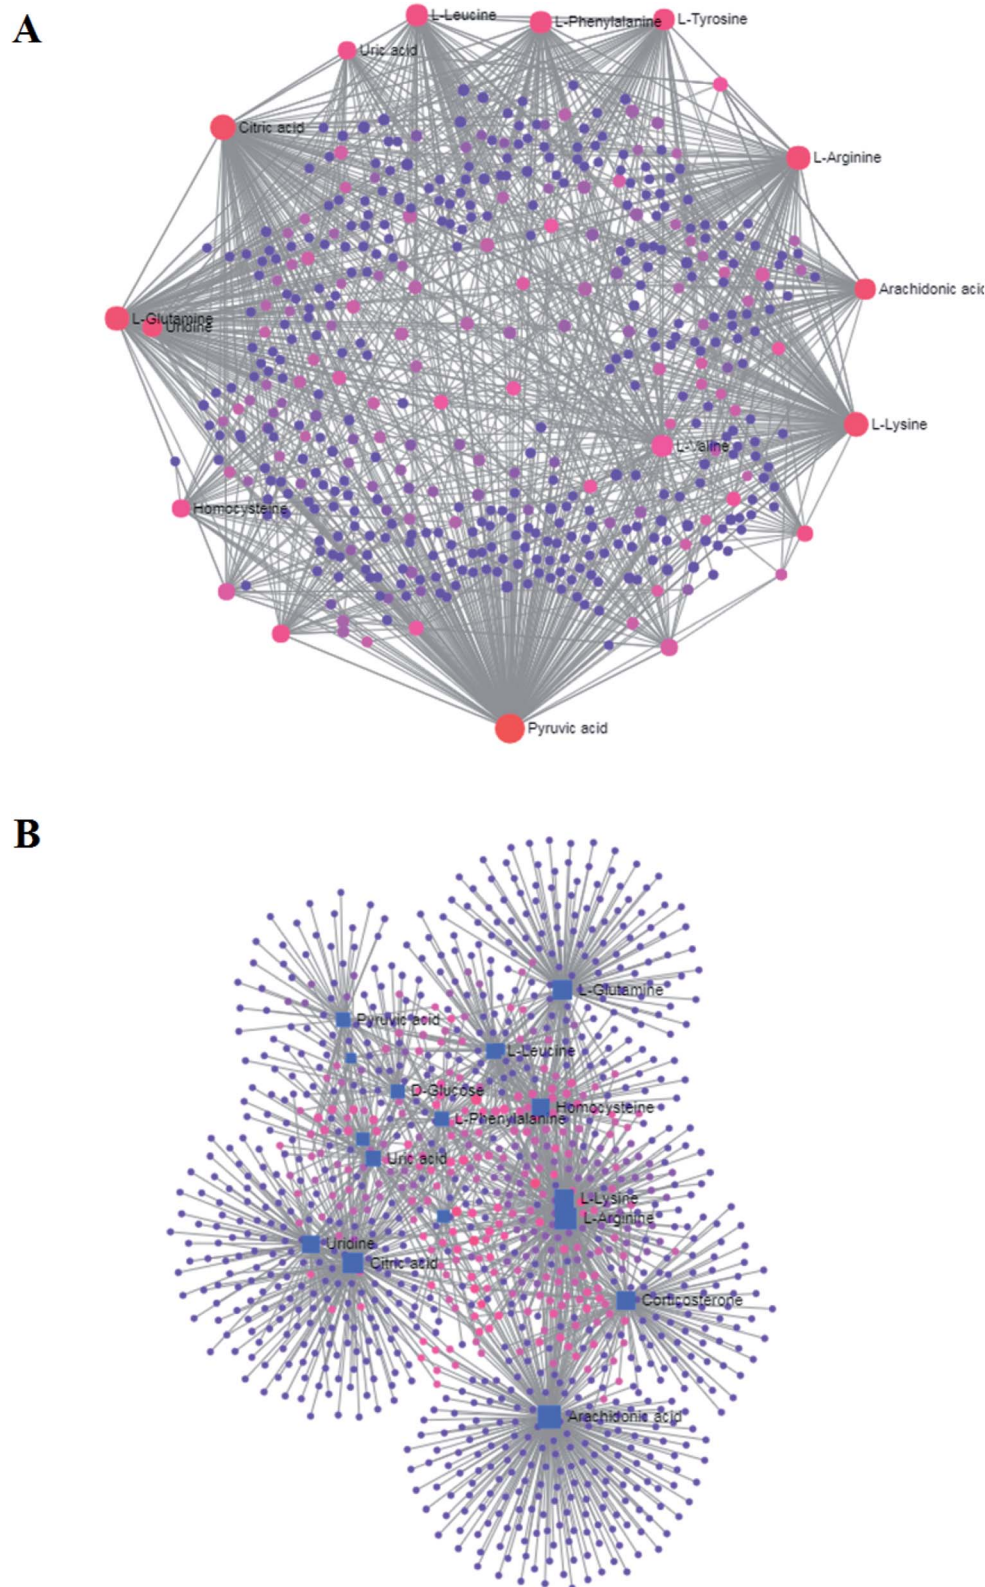 A
L-Leucine
L-Phenylalanine
L-Tyrosine
Uric acid
Citric acid
L-Arginine
Arachidonic acid
L-Glutamine
Uridine
L-Lysine
L-Valine
Homocysteine
Pyruvic acid
B
L-Glutamine
Pyruvic acid
L-Leucine
D-Glucose
Homocysteine
L-Phenylalanine
Uric acid
L-Lysine
L-Arginine
Uridine
Citric acid
Corticosterone
Arachidonic acid